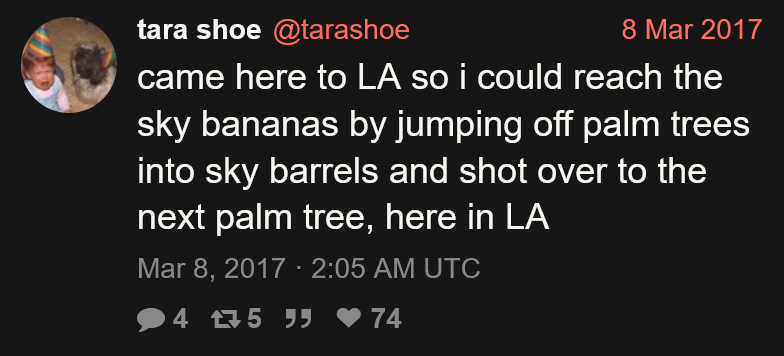 tara shoe @tarashoe 8 Mar 2017
came here to LA so i could reach the
sky bananas by jumping off palm trees
into sky barrels and shot over to the
next palm tree, here in LA
Mar 8, 2017 · 2:05 AM UTC
4 5 74